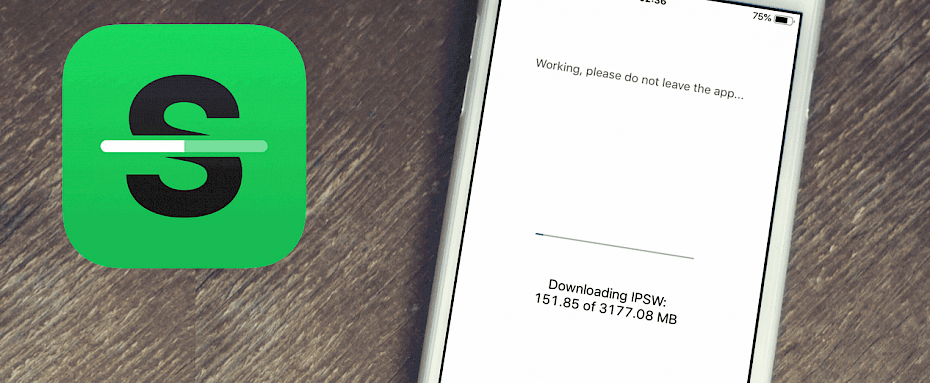 S
75%
Working, please do not leave the app...
Downloading IPSW:
151.85 of 3177.08 MB